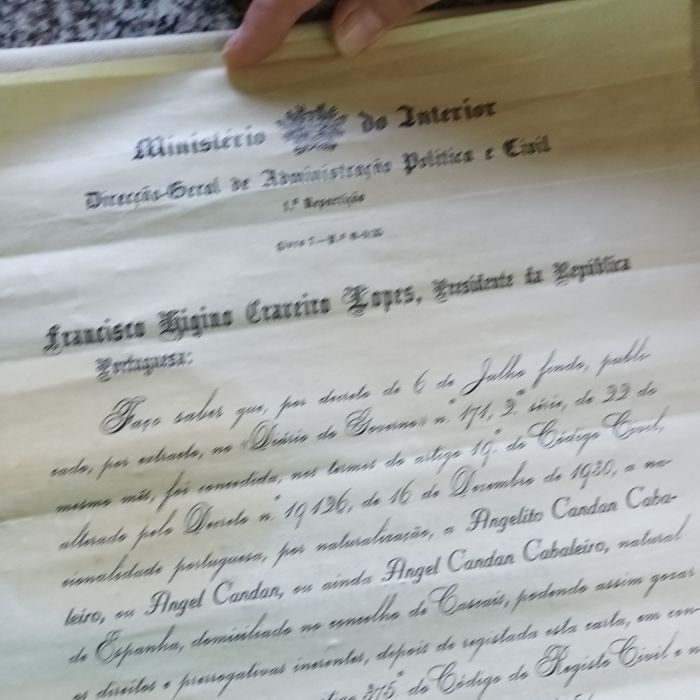 Ministério do Interior
Direcção-Geral de Administração Política e Civil
1.ª Repartição
Francisco Higino Craveiro Lopes, Presidente da República
Portuguesa:
Faço saber que, por decreto de 6 de Julho findo, publi-
cado, por extracto, no «Diário do Governo» n.º 171, 2.ª série, de 22 do
mesmo mês, foi concedida, nos termos do artigo 19.º do Código Civil,
alterado pelo Decreto n.º 19126, de 16 de Dezembro de 1930, a na-
cionalidade portuguesa, por naturalização, a Angelito Candan Caba-
leiro, ou Angel Candan, ou ainda Angel Candan Cabaleiro, natural
de Espanha, domiciliado no concelho de Cascais, podendo assim gozar
os direitos e prerrogativas inerentes, depois de registada esta carta, em con-
artigo 375.º do Código do Registo Civil e n